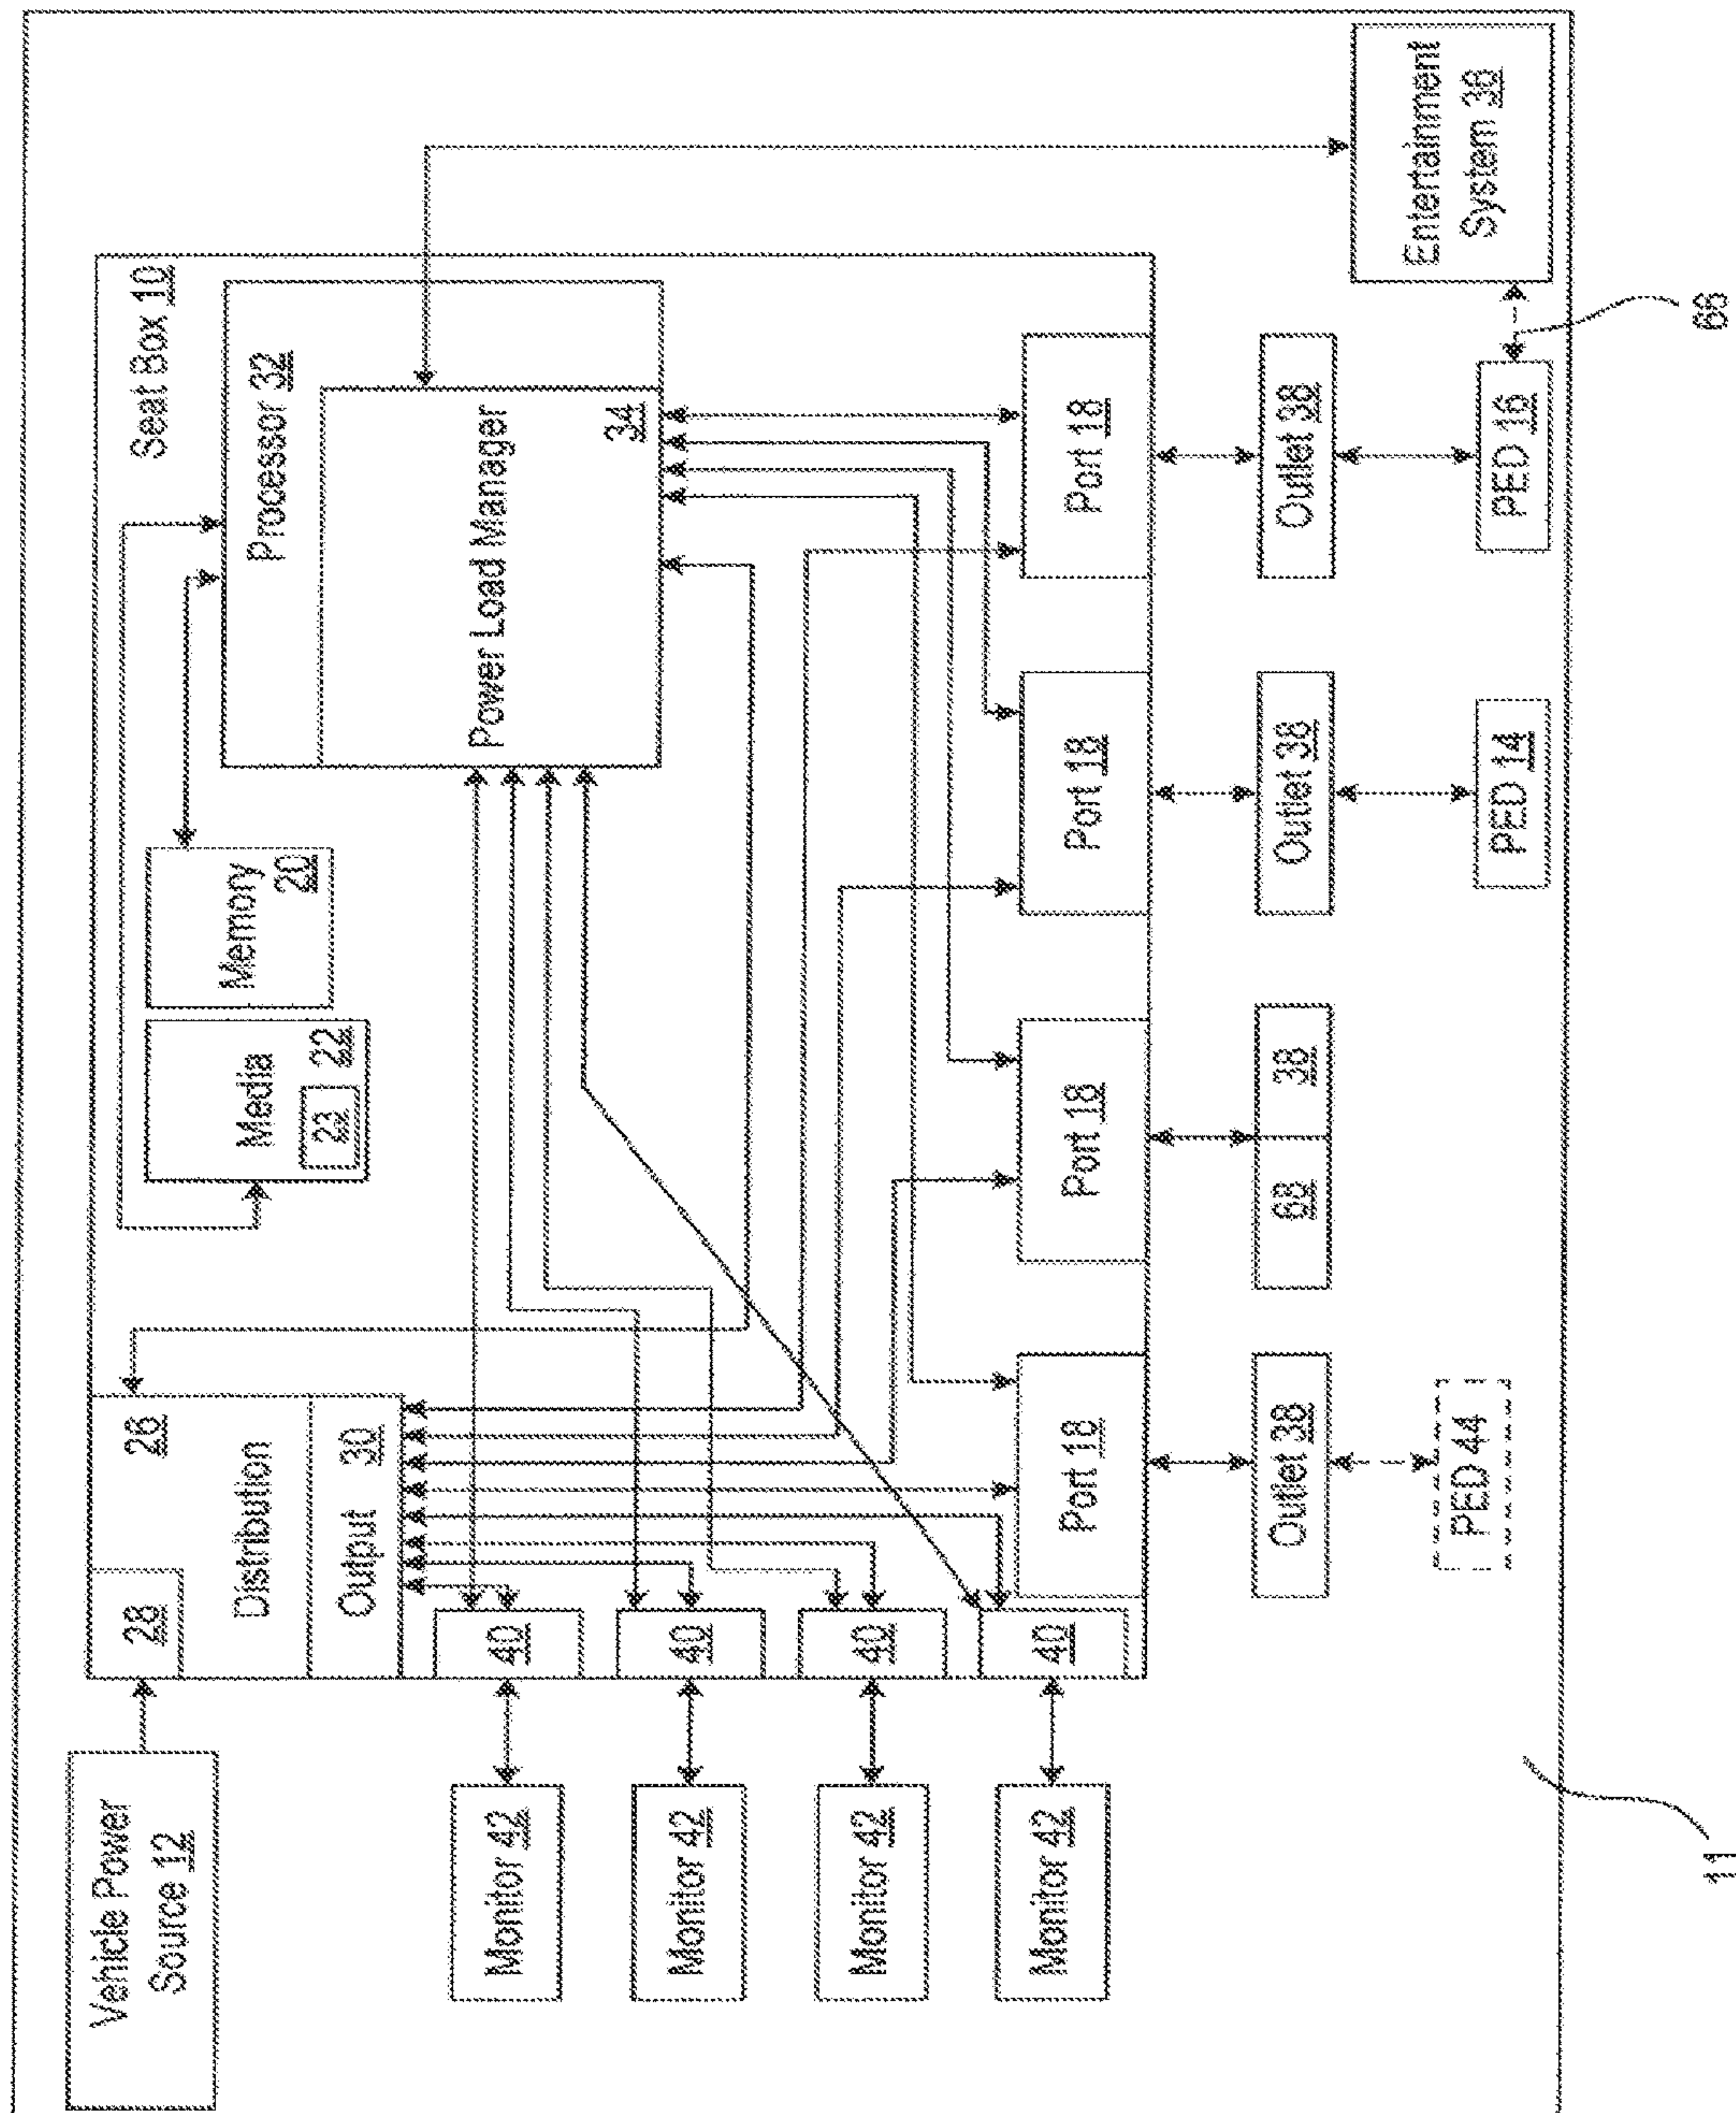 Vehicle Power
Source 12
Seat Box 10
28
26
Distribution
Output 30
Media
22
23
Memory
20
Processor 32
Power Load Manager
34
Monitor 42
40
Monitor 42
40
Monitor 42
40
Monitor 42
40
Port 18
Port 18
Port 18
Port 18
Outlet 38
68
38
Outlet 38
Outlet 38
PED 44
PED 14
PED 16
Entertainment
System 36
66
11